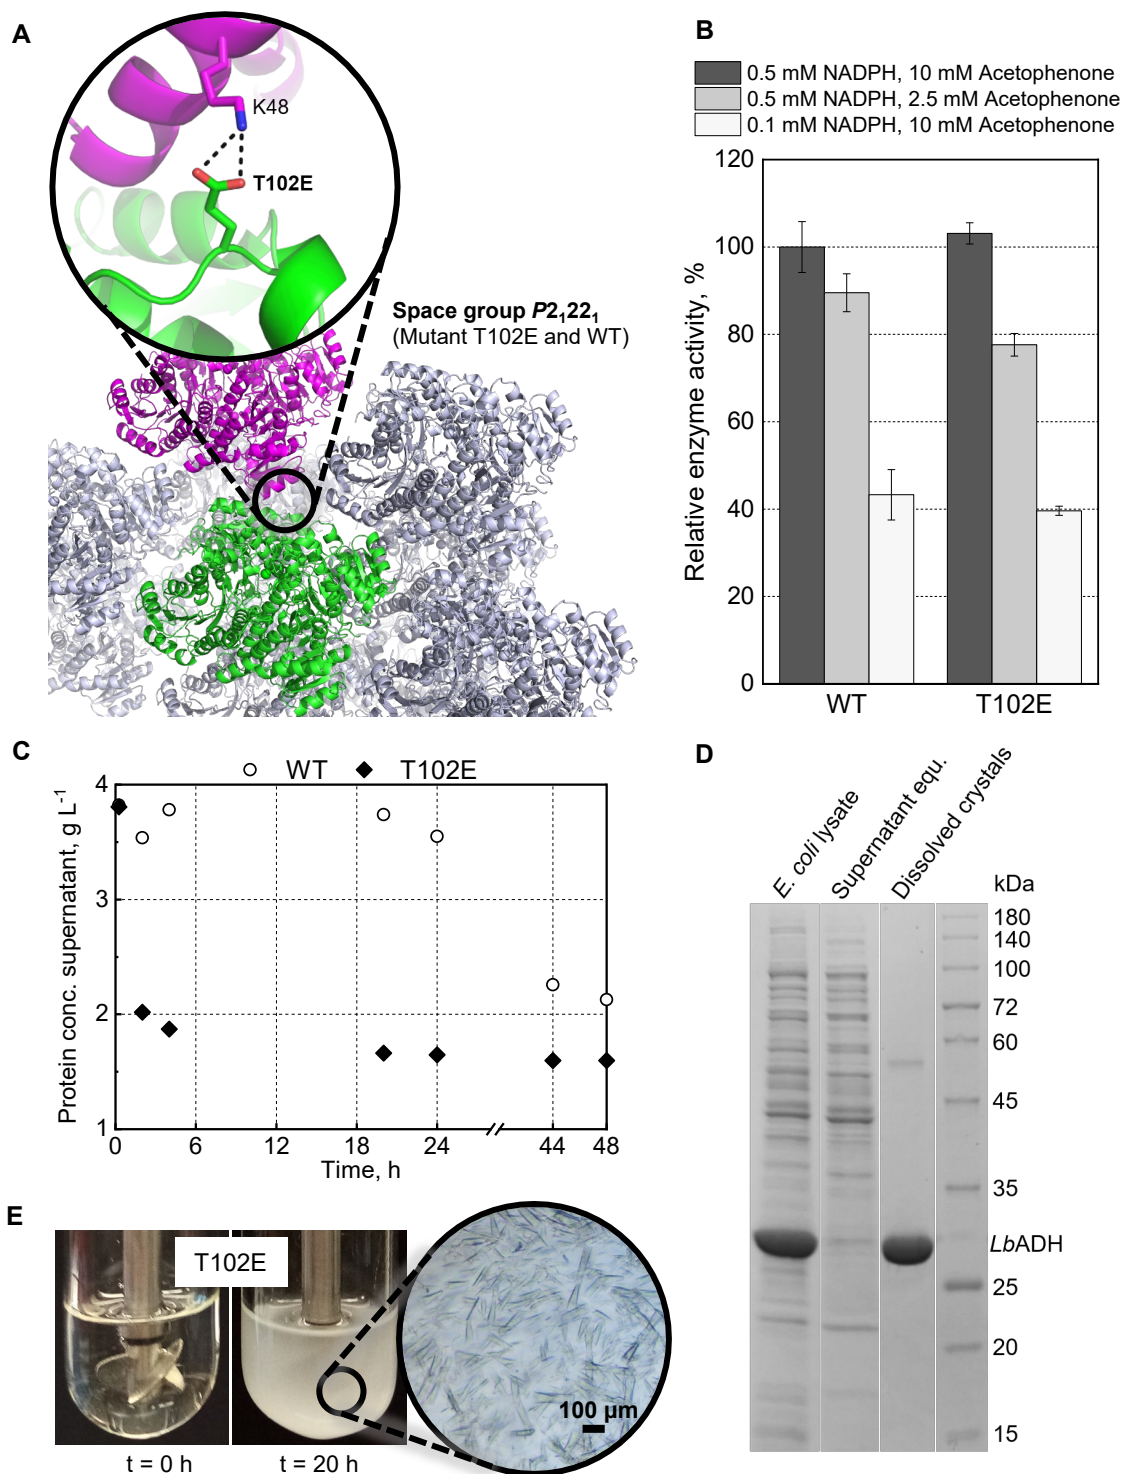 A
K48
T102E
Space group P2₁22₁
(Mutant T102E and WT)
B
0.5 mM NADPH, 10 mM Acetophenone
0.5 mM NADPH, 2.5 mM Acetophenone
0.1 mM NADPH, 10 mM Acetophenone
Relative enzyme activity, %
120
100
80
60
40
20
0
WT
T102E
C
WT
T102E
Protein conc. supernatant, g L⁻¹
4
3
2
1
0
6
12
18
24
44
48
Time, h
D
E. coli lysate
Supernatant equ.
Dissolved crystals
kDa
180
140
100
72
60
45
35
LbADH
25
20
15
E
T102E
100 µm
t = 0 h
t = 20 h